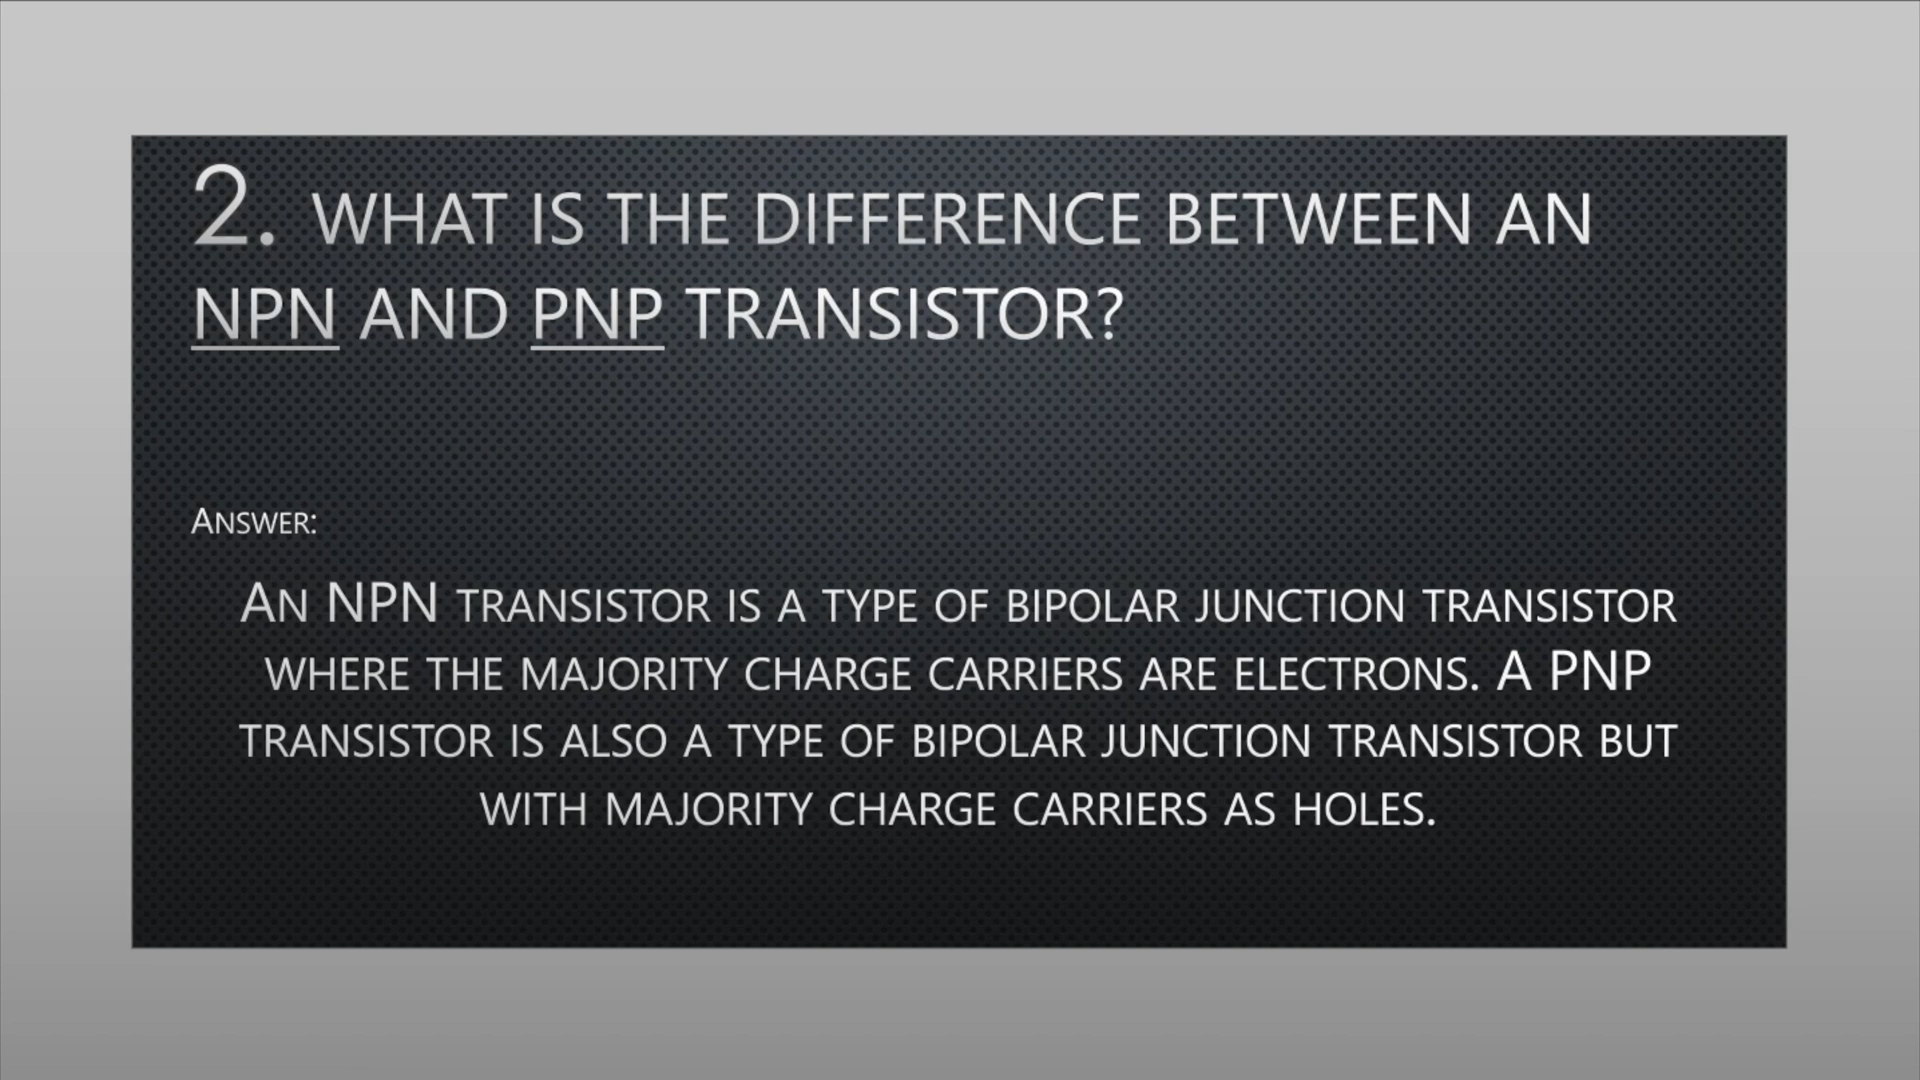 2. WHAT IS THE DIFFERENCE BETWEEN AN
NPN AND PNP TRANSISTOR?
ANSWER:
AN NPN TRANSISTOR IS A TYPE OF BIPOLAR JUNCTION TRANSISTOR
WHERE THE MAJORITY CHARGE CARRIERS ARE ELECTRONS. A PNP
TRANSISTOR IS ALSO A TYPE OF BIPOLAR JUNCTION TRANSISTOR BUT
WITH MAJORITY CHARGE CARRIERS AS HOLES.